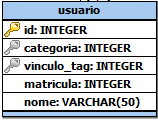 usuario
id: INTEGER
categoria: INTEGER
vinculo_tag: INTEGER
matricula: INTEGER
nome: VARCHAR(50)